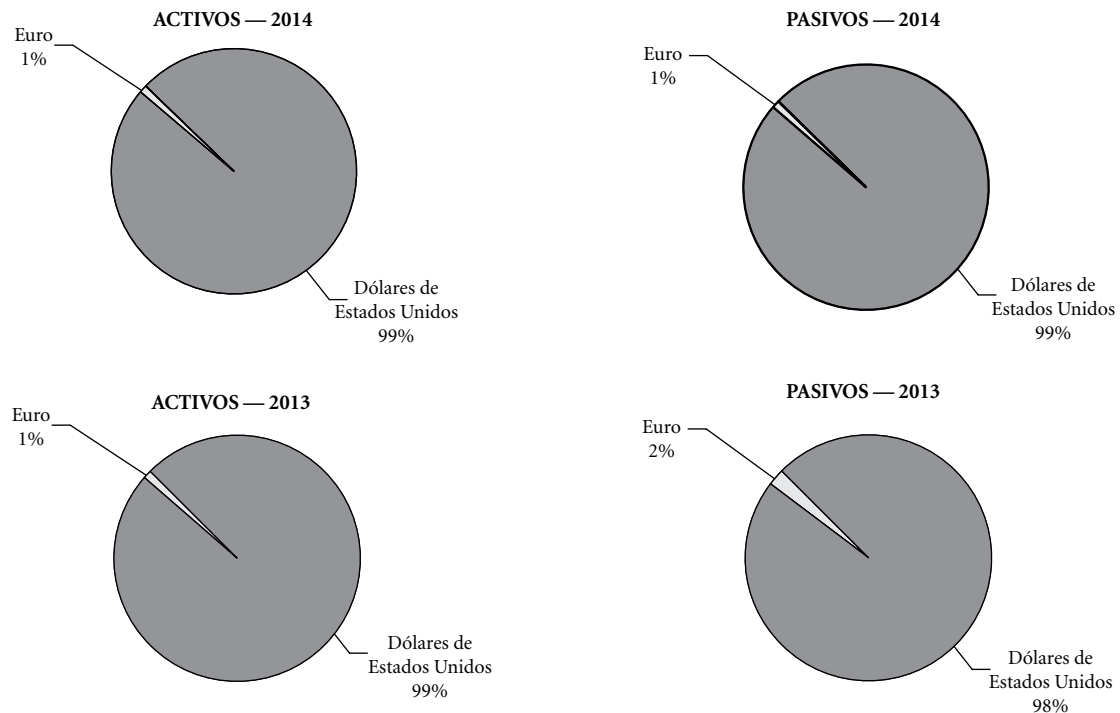 ACTIVOS — 2014
Euro
1%
Dólares de
Estados Unidos
99%
PASIVOS — 2014
Euro
1%
Dólares de
Estados Unidos
99%
ACTIVOS — 2013
Euro
1%
Dólares de
Estados Unidos
99%
PASIVOS — 2013
Euro
2%
Dólares de
Estados Unidos
98%